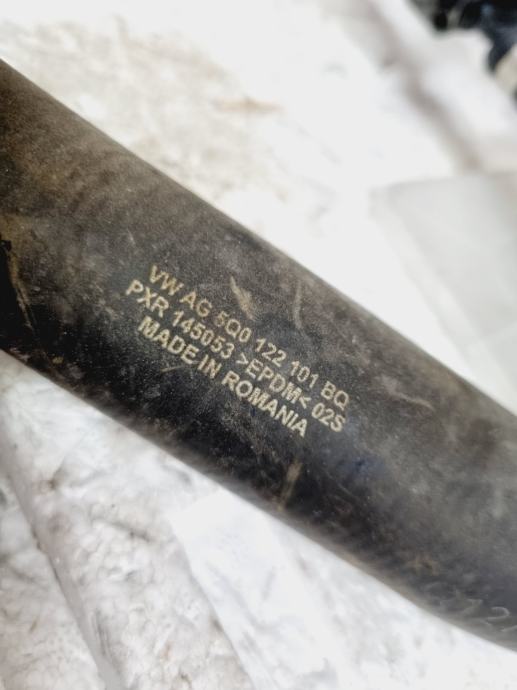 VW AG 5Q0 122 101 BQ
PXR 145053 >EPDM< 02S
MADE IN ROMANIA